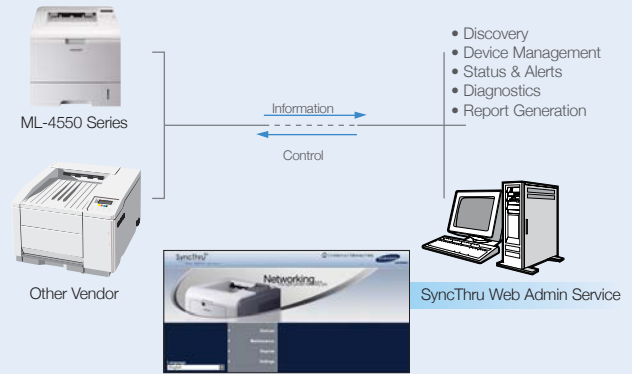 • Discovery
• Device Management
• Status & Alerts
• Diagnostics
• Report Generation
ML-4550 Series
Information
Control
Other Vendor
SyncThru Web Admin Service
SyncThru
Networking...
English